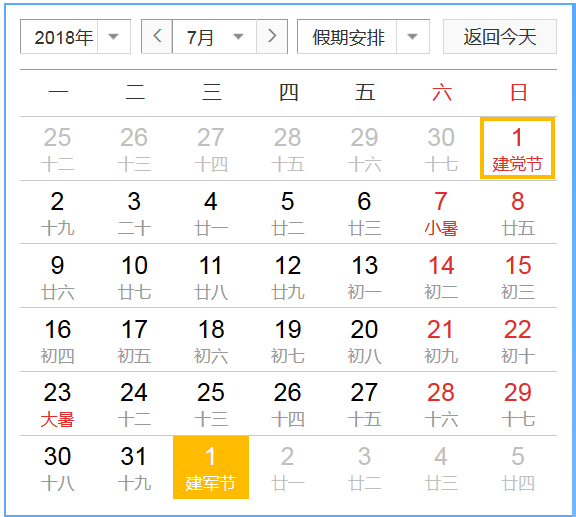 2018年 7月 假期安排 返回今天
一 二 三 四 五 六 日
25 26 27 28 29 30 1
十二 十三 十四 十五 十六 十七 建党节
2 3 4 5 6 7 8
十九 二十 廿一 廿二 廿三 小暑 廿五
9 10 11 12 13 14 15
廿六 廿七 廿八 廿九 初一 初二 初三
16 17 18 19 20 21 22
初四 初五 初六 初七 初八 初九 初十
23 24 25 26 27 28 29
大暑 十二 十三 十四 十五 十六 十七
30 31 1 2 3 4 5
十八 十九 建军节 廿一 廿二 廿三 廿四